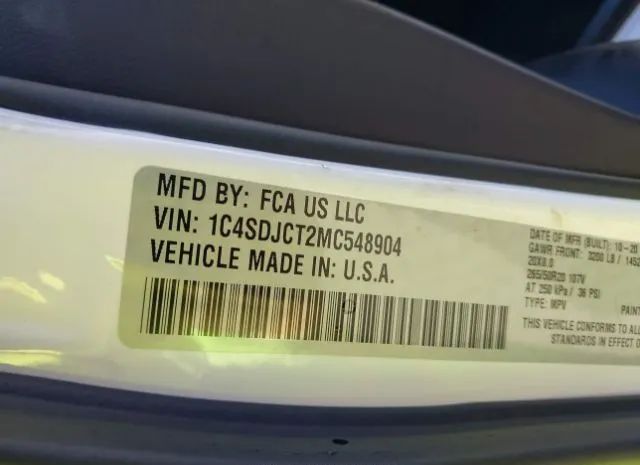 MFD BY: FCA US LLC
VIN: 1C4SDJCT2MC548904
VEHICLE MADE IN: U.S.A.
DATE OF MFR (BUILT): 10-20
GAWR FRONT: 3200 LB / 1452
20X8.0
265/50R20 107V
AT 250 kPa / 36 PSI
TYPE: MPV PAINT
THIS VEHICLE CONFORMS TO ALL
STANDARDS IN EFFECT O